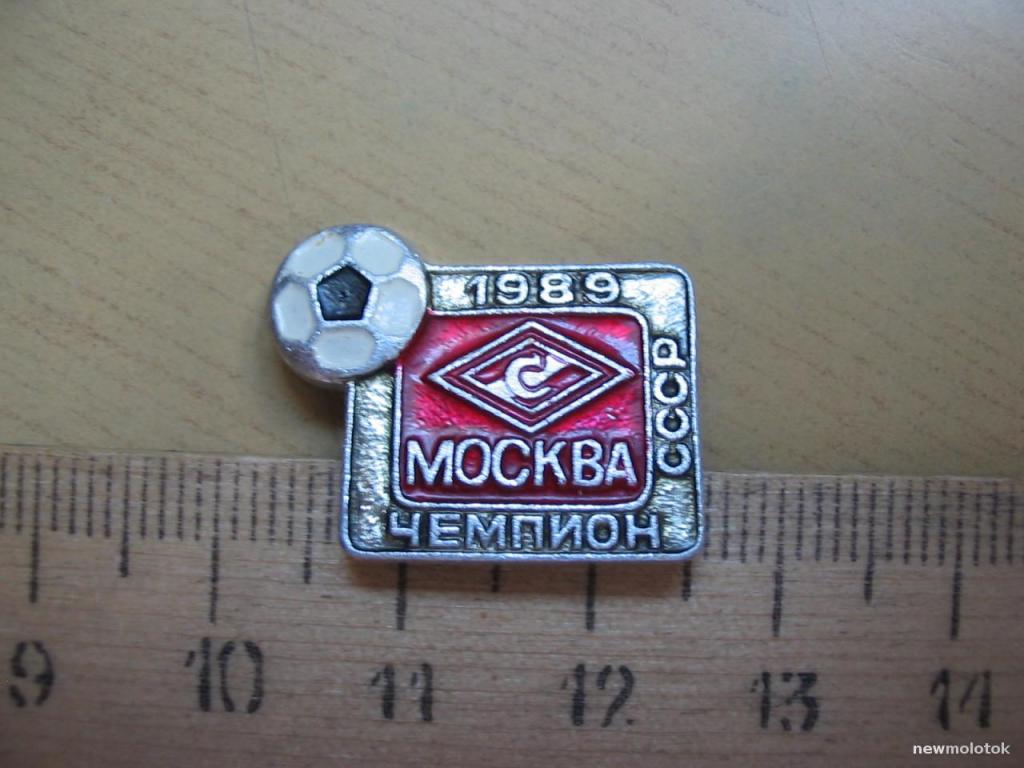 1989
С
МОСКВА
СССР
ЧЕМПИОН
9 10 11 12 13 14
newmolotok